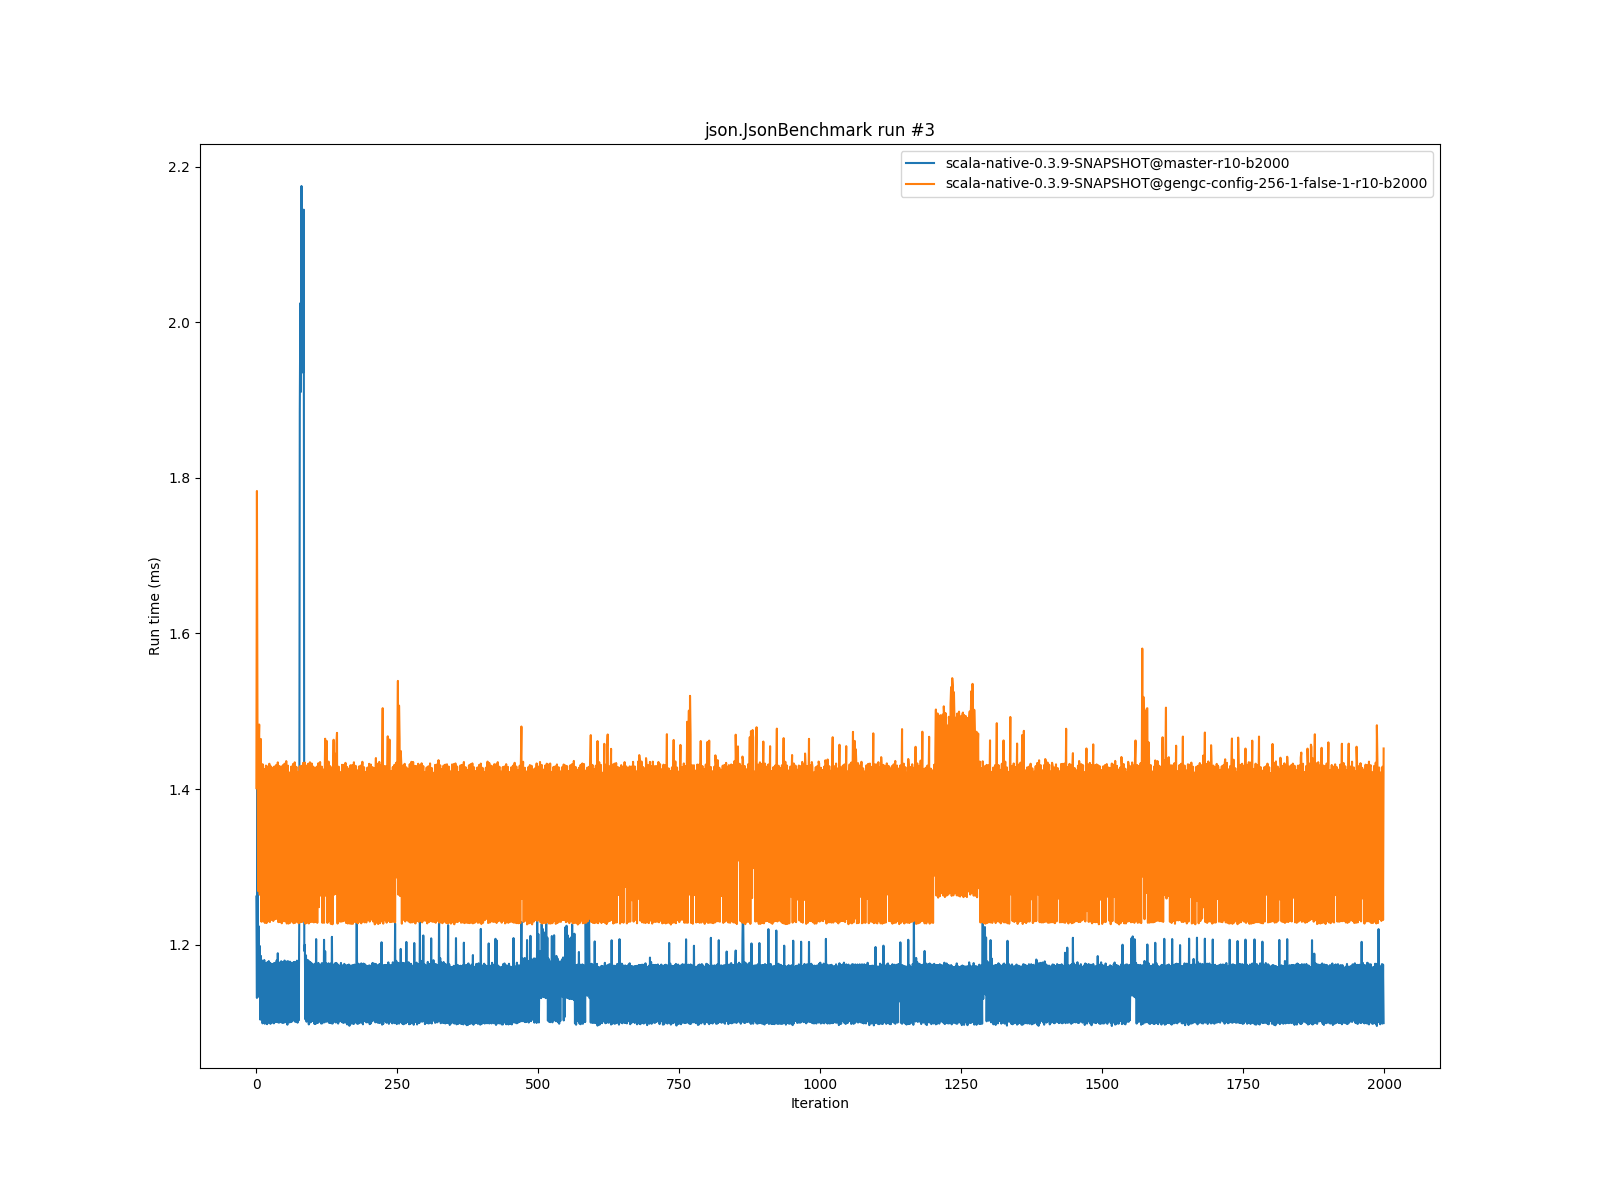 json.JsonBenchmark run #3
scala-native-0.3.9-SNAPSHOT@master-r10-b2000
scala-native-0.3.9-SNAPSHOT@gengc-config-256-1-false-1-r10-b2000
2.2
2.0
1.8
1.6
1.4
1.2
Run time (ms)
0 250 500 750 1000 1250 1500 1750 2000
Iteration